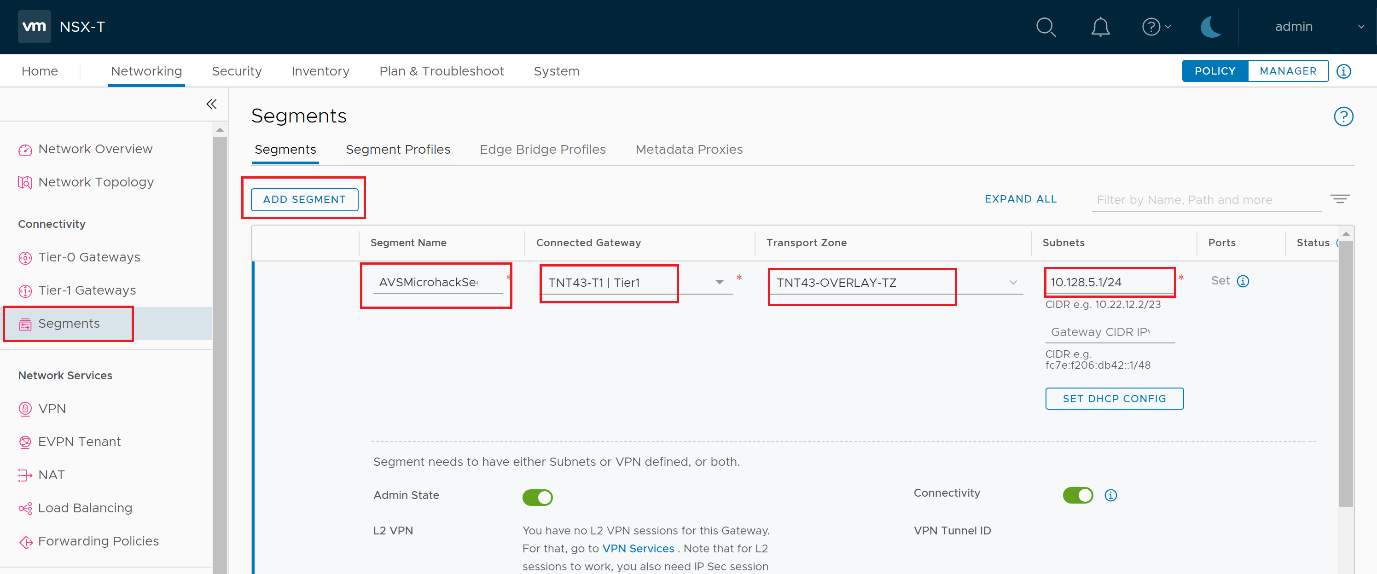 vm NSX-T admin
Home Networking Security Inventory Plan & Troubleshoot System POLICY MANAGER
Segments
Network Overview
Network Topology
Connectivity
Tier-0 Gateways
Tier-1 Gateways
Segments
Network Services
VPN
EVPN Tenant
NAT
Load Balancing
Forwarding Policies
Segments Segment Profiles Edge Bridge Profiles Metadata Proxies
ADD SEGMENT EXPAND ALL Filter by Name, Path and more
Segment Name Connected Gateway Transport Zone Subnets Ports Status
AVSMicrohackSe * TNT43-T1 | Tier1 * TNT43-OVERLAY-TZ 10.128.5.1/24 * Set
CIDR e.g. 10.22.12.2/23
Gateway CIDR IPv
CIDR e.g.
fc7e:f206:db42::1/48
SET DHCP CONFIG
Segment needs to have either Subnets or VPN defined, or both.
Admin State Connectivity
L2 VPN You have no L2 VPN sessions for this Gateway. VPN Tunnel ID
For that, go to VPN Services . Note that for L2
sessions to work, you also need IP Sec session